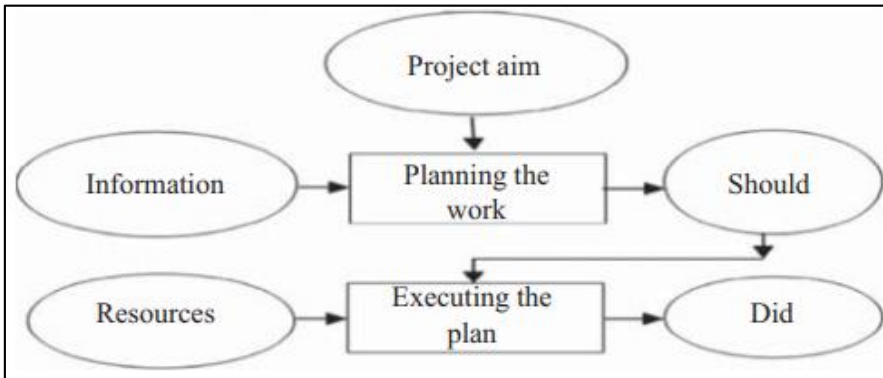 Project aim
Information
Planning the
work
Should
Resources
Executing the
plan
Did